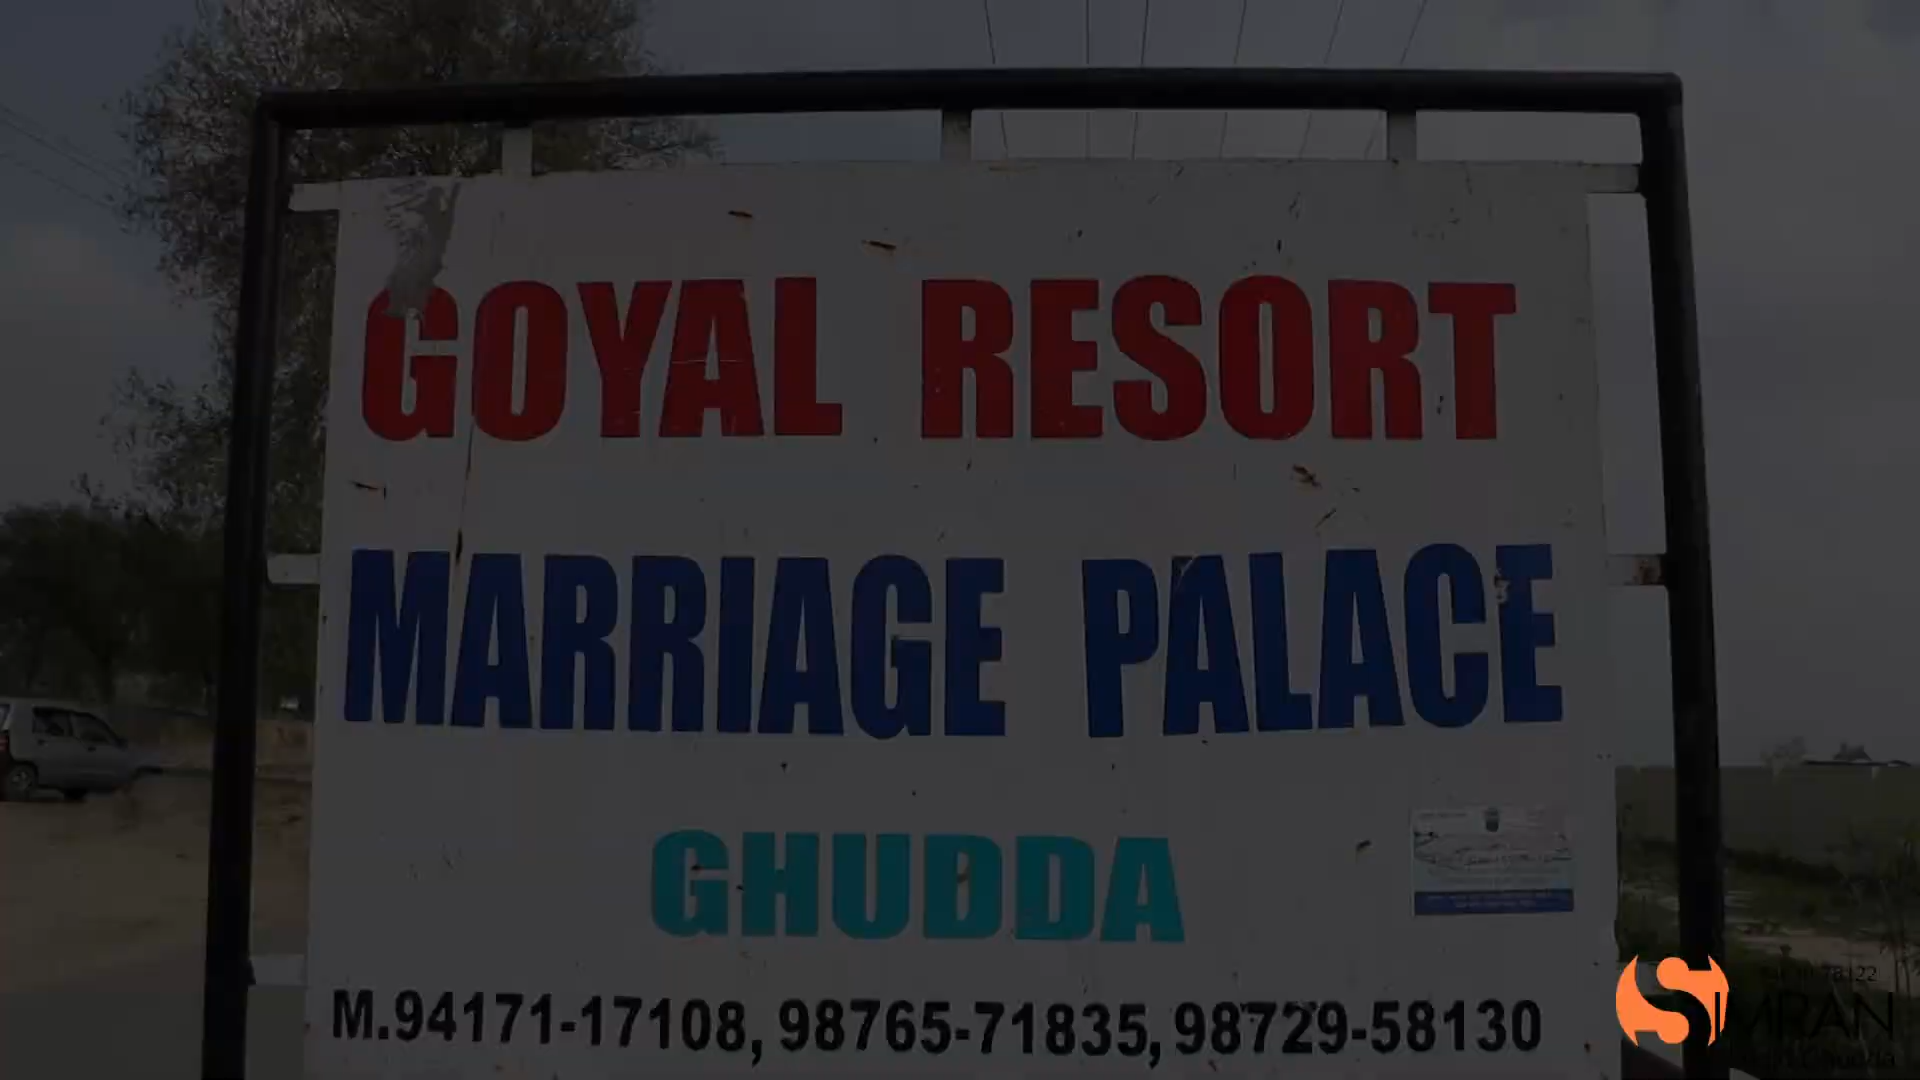 GOYAL RESORT
MARRIAGE PALACE
GHUDDA
M.94171-17108, 98765-71835, 98729-58130
SIMRAN